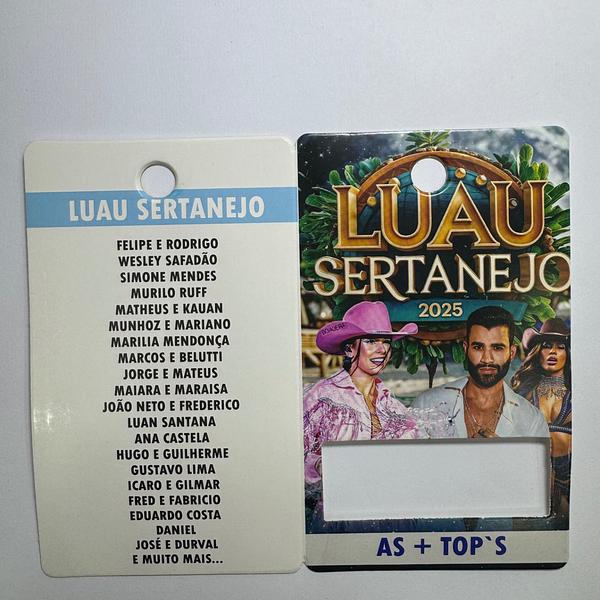 LUAU SERTANEJO
FELIPE E RODRIGO
WESLEY SAFADÃO
SIMONE MENDES
MURILO RUFF
MATHEUS E KAUAN
MUNHOZ E MARIANO
MARILIA MENDONÇA
MARCOS E BELUTTI
JORGE E MATEUS
MAIARA E MARAISA
JOÃO NETO E FREDERICO
LUAN SANTANA
ANA CASTELA
HUGO E GUILHERME
GUSTAVO LIMA
ICARO E GILMAR
FRED E FABRICIO
EDUARDO COSTA
DANIEL
JOSÉ E DURVAL
E MUITO MAIS...
LUAU
SERTANEJO
2025
AS + TOP`S